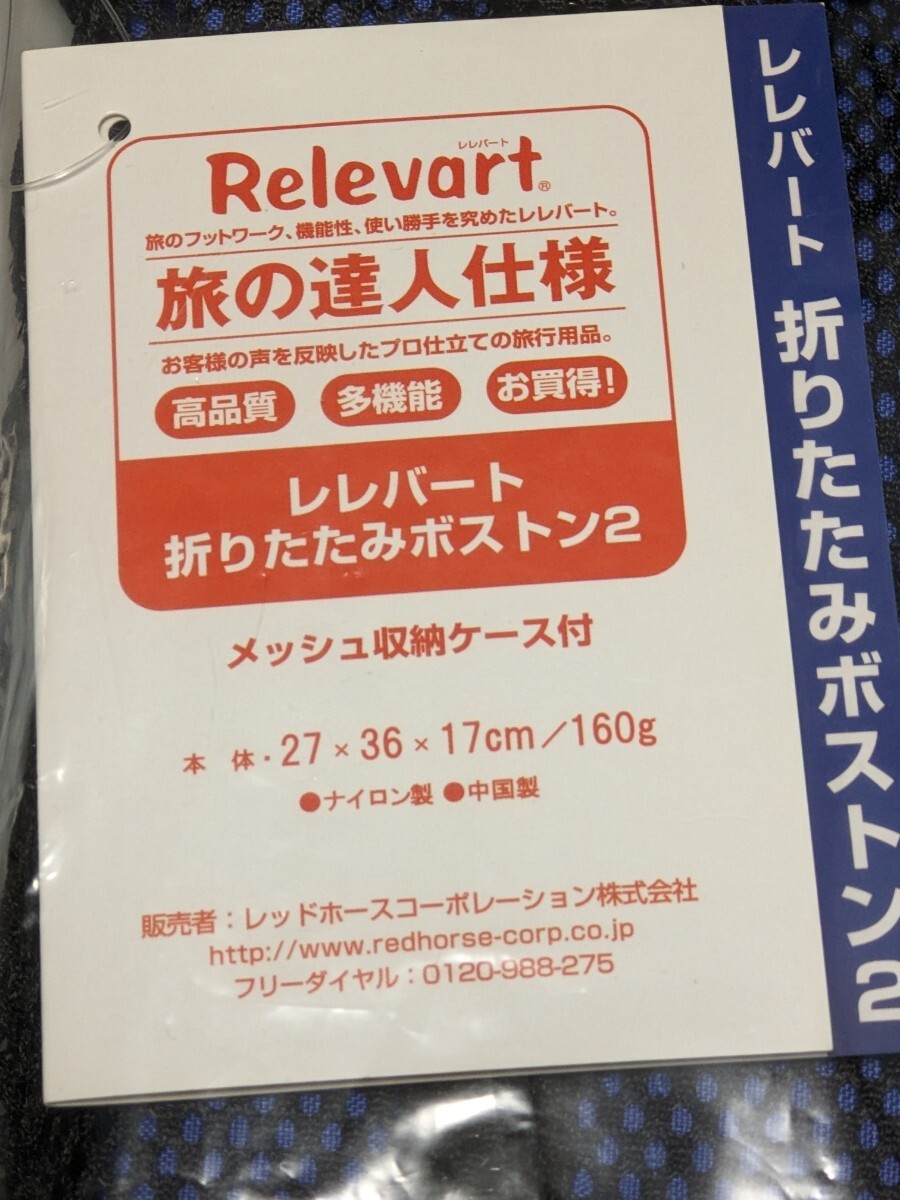 レレバート
Relevart®
旅のフットワーク、機能性、使い勝手を究めたレレバート。
旅の達人仕様
お客様の声を反映したプロ仕立ての旅行用品。
高品質 多機能 お買得!
レレバート
折りたたみボストン2
メッシュ収納ケース付
本 体・27×36×17cm/160g
●ナイロン製 ●中国製
販売者:レッドホースコーポレーション株式会社
http://www.redhorse-corp.co.jp
フリーダイヤル:0120-988-275
レレバート 折りたたみボストン2